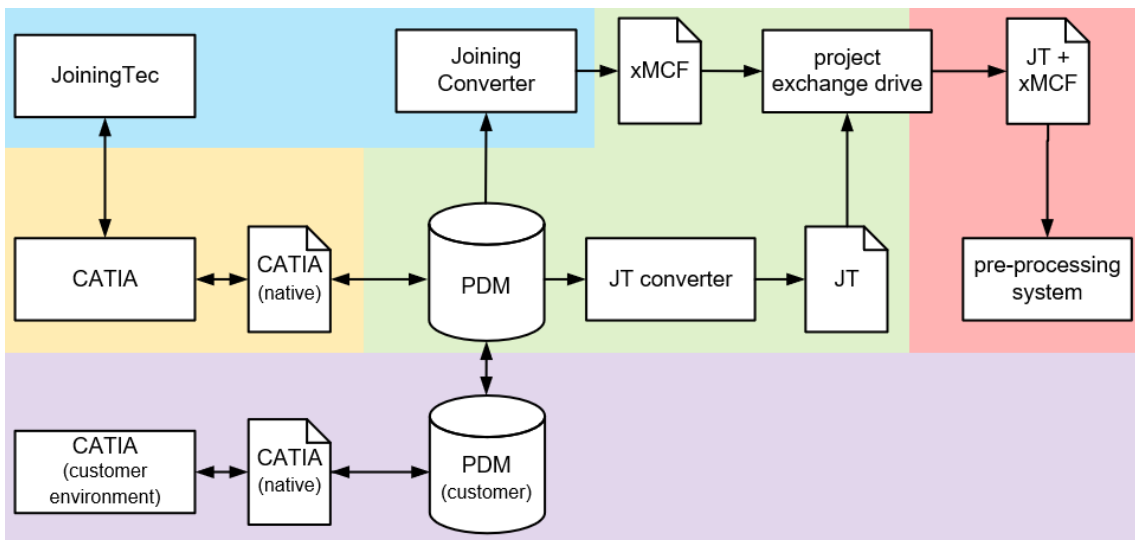 JoiningTec
Joining
Converter
xMCF
project
exchange drive
JT +
xMCF
CATIA
CATIA
(native)
PDM
JT converter
JT
pre-processing
system
CATIA
(customer
environment)
CATIA
(native)
PDM
(customer)